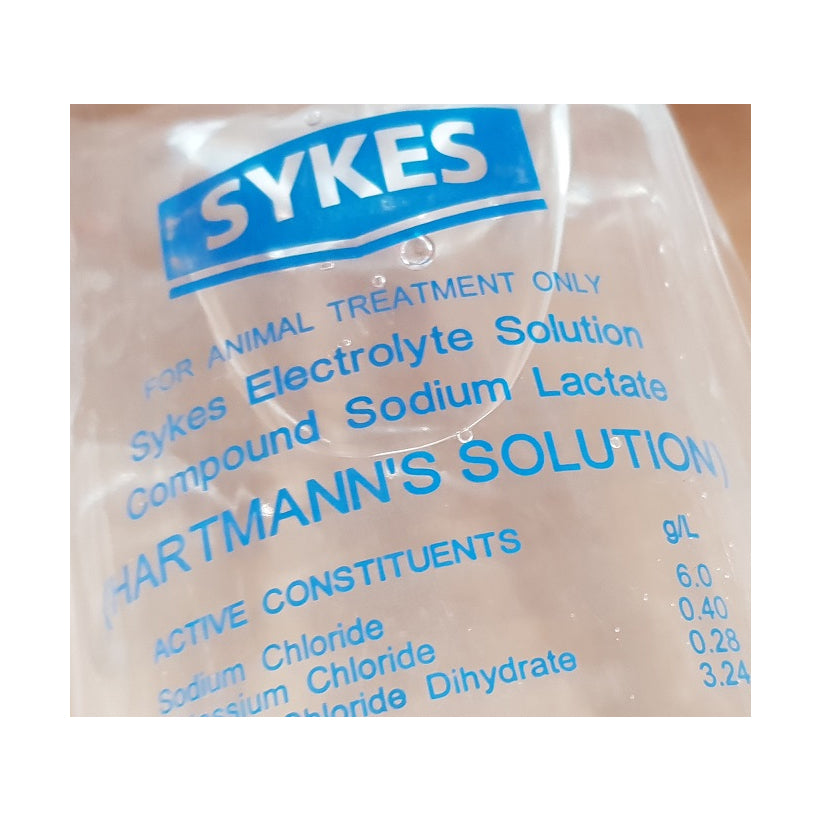 SYKES
FOR ANIMAL TREATMENT ONLY
Sykes Electrolyte Solution
Compound Sodium Lactate
(HARTMANN'S SOLUTION)
ACTIVE CONSTITUENTS g/L
Sodium Chloride 6.0
ssium Chloride 0.40
Chloride Dihydrate 0.28
3.24